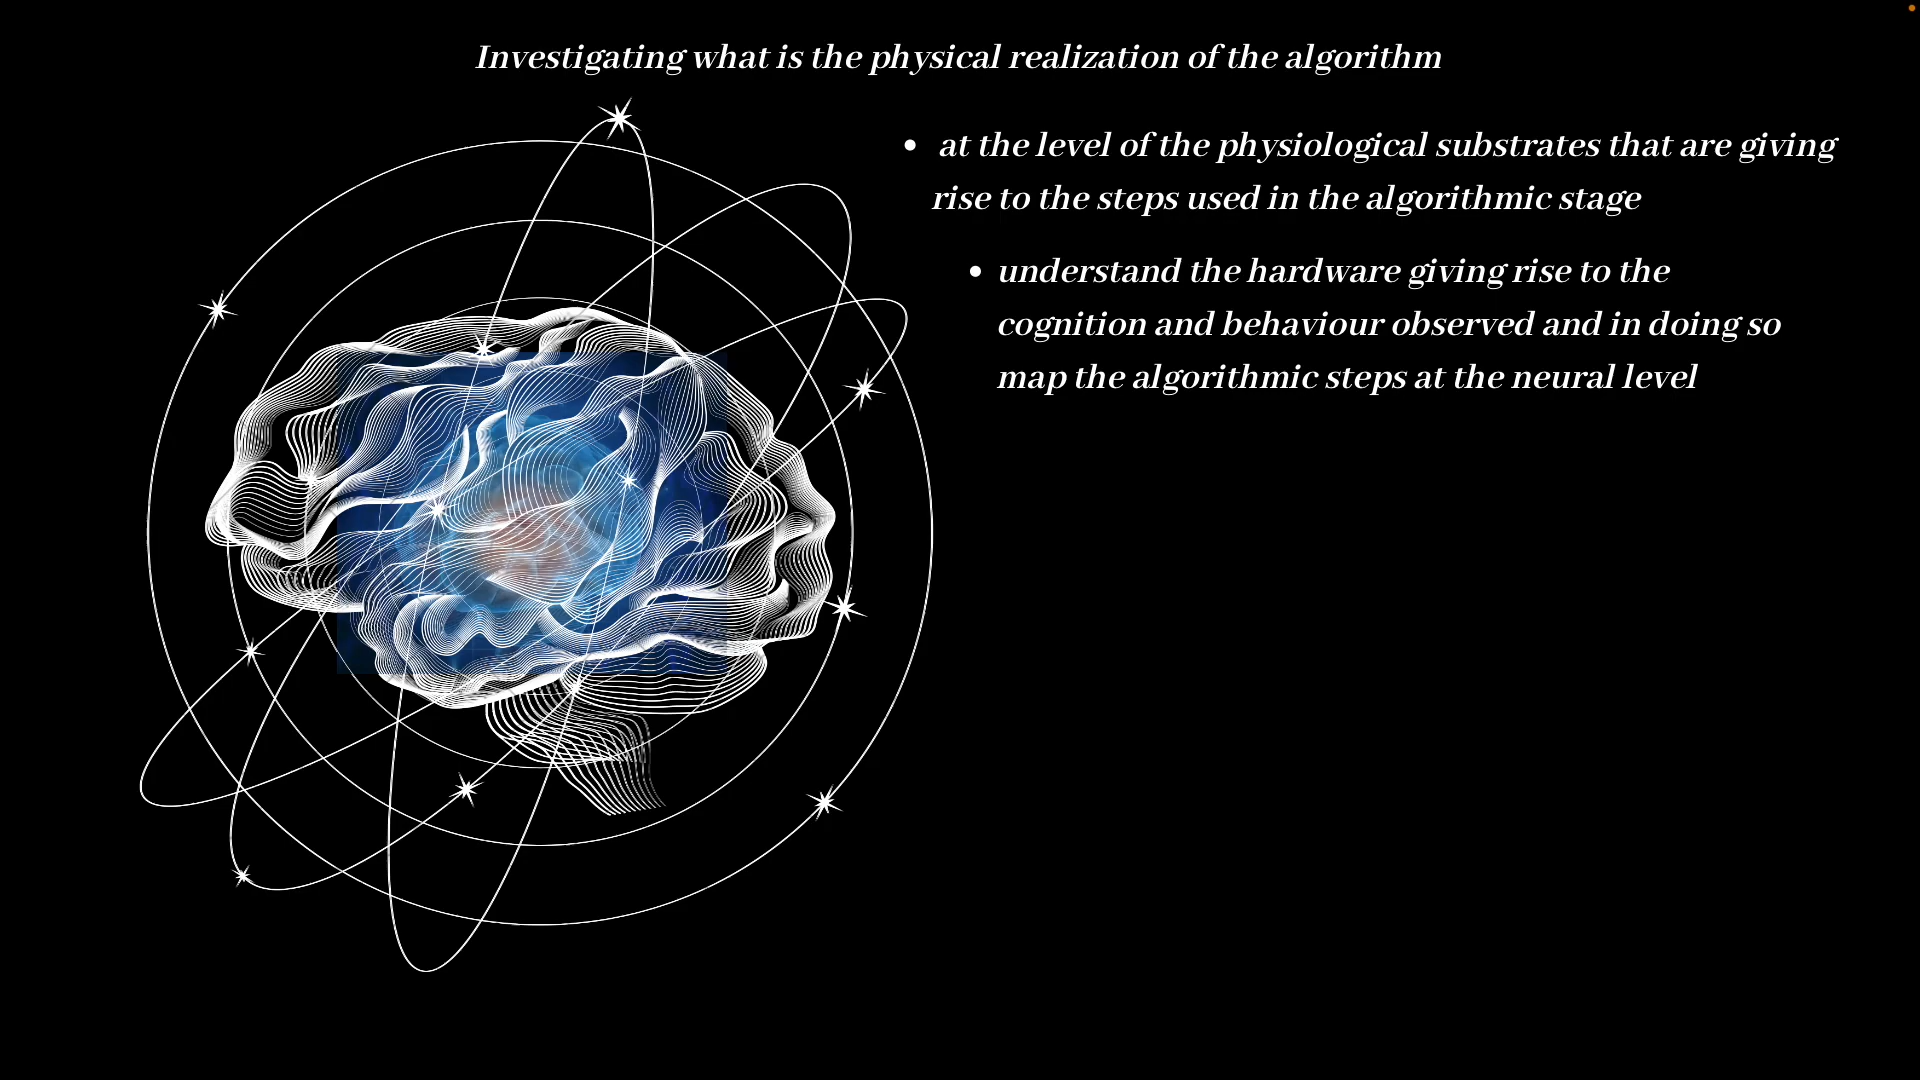 Investigating what is the physical realization of the algorithm
• at the level of the physiological substrates that are giving
rise to the steps used in the algorithmic stage
• understand the hardware giving rise to the
cognition and behaviour observed and in doing so
map the algorithmic steps at the neural level